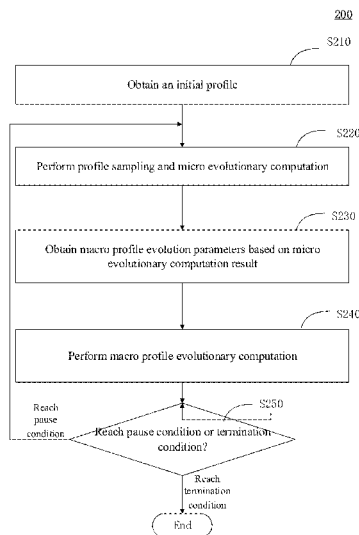 200
S210
Obtain an initial profile
S220
Perform profile sampling and micro evolutionary computation
S230
Obtain macro profile evolution parameters based on micro
evolutionary computation result
S240
Perform macro profile evolutionary computation
S250
Reach
pause
condition
Reach pause condition or termination
condition?
Reach
termination
condition
End